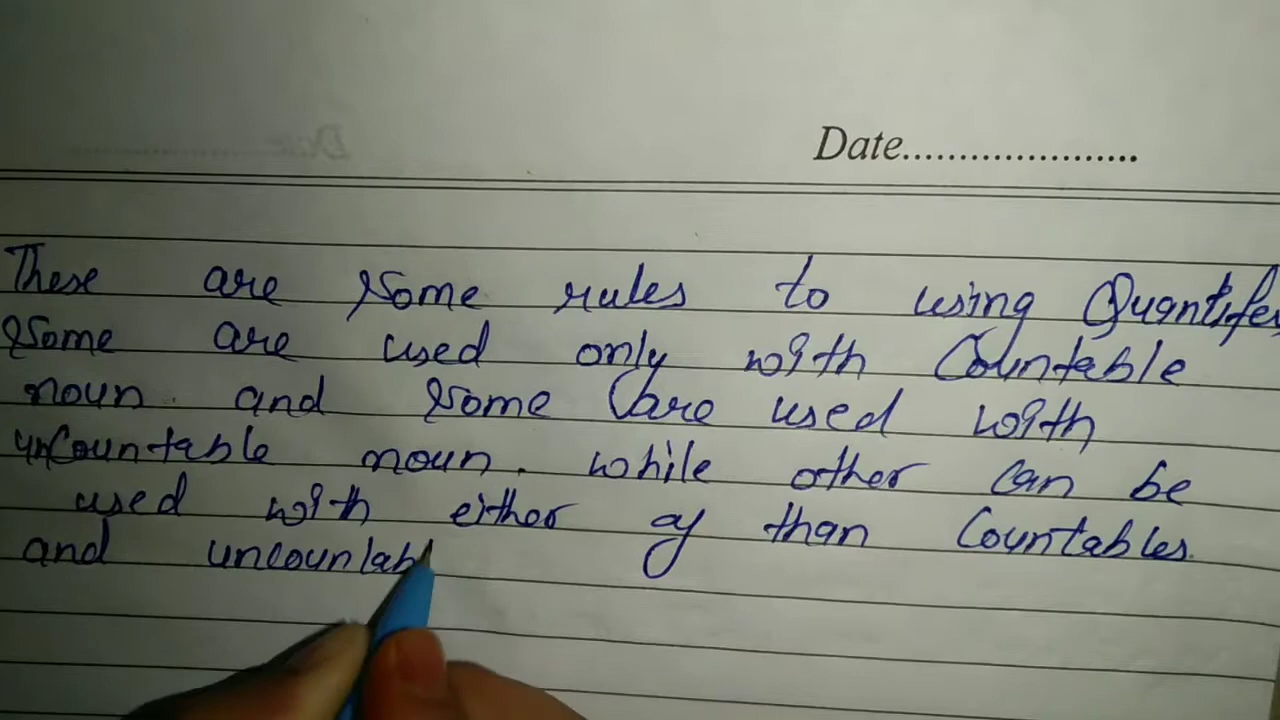 Date.....................
These are some rules to using Quantifer
Some are used only with Countable
noun. and some are used with
unCountable noun. while other can be
used with either of than Countables.
and uncountab